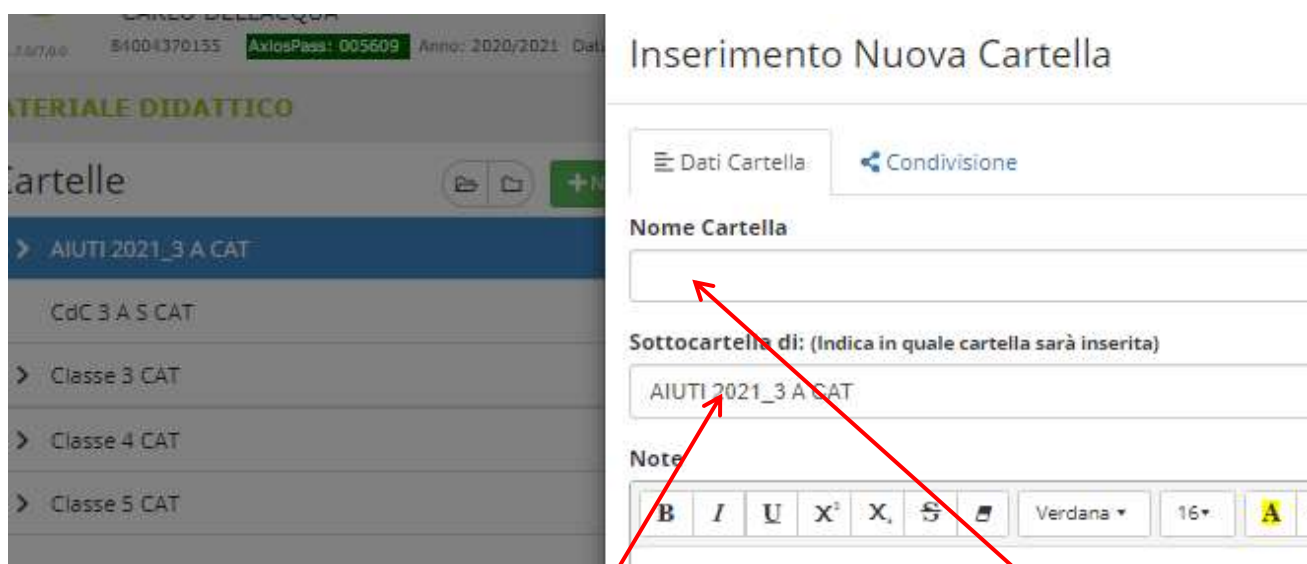 CARLO DELL'ACQUA
84004370155 AxiosPass: 005609 Anno: 2020/2021
MATERIALE DIDATTICO
Cartelle
AIUTI 2021_3 A CAT
CdC 3 A S CAT
Classe 3 CAT
Classe 4 CAT
Classe 5 CAT
Inserimento Nuova Cartella
Dati Cartella Condivisione
Nome Cartella
Sottocartella di: (Indica in quale cartella sarà inserita)
AIUTI 2021_3 A CAT
Note
B I U X² X, S Verdana 16 A